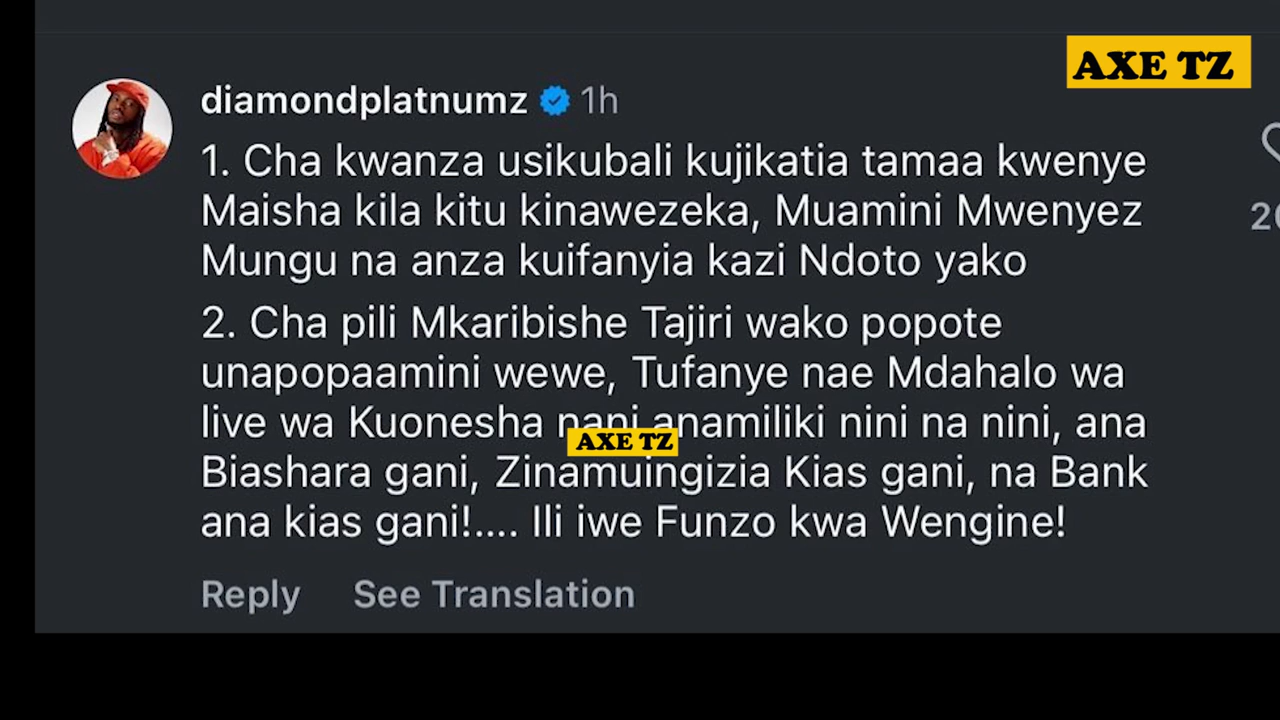 AXE TZ
diamondplatnumz 1h
1. Cha kwanza usikubali kujikatia tamaa kwenye
Maisha kila kitu kinawezeka, Muamini Mwenyez
Mungu na anza kuifanyia kazi Ndoto yako
2. Cha pili Mkaribishe Tajiri wako popote
unapopaamini wewe, Tufanye nae Mdahalo wa
live wa Kuonesha nani anamiliki nini na nini, ana
AXE TZ
Biashara gani, Zinamuingizia Kias gani, na Bank
ana kias gani!.... Ili iwe Funzo kwa Wengine!
Reply See Translation